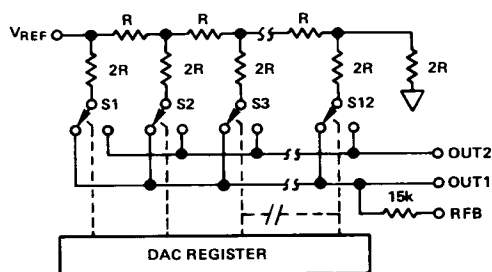 R R R
VREF
2R 2R 2R 2R 2R
S1 S2 S3 S12
OUT2
OUT1
15k
RFB
DAC REGISTER